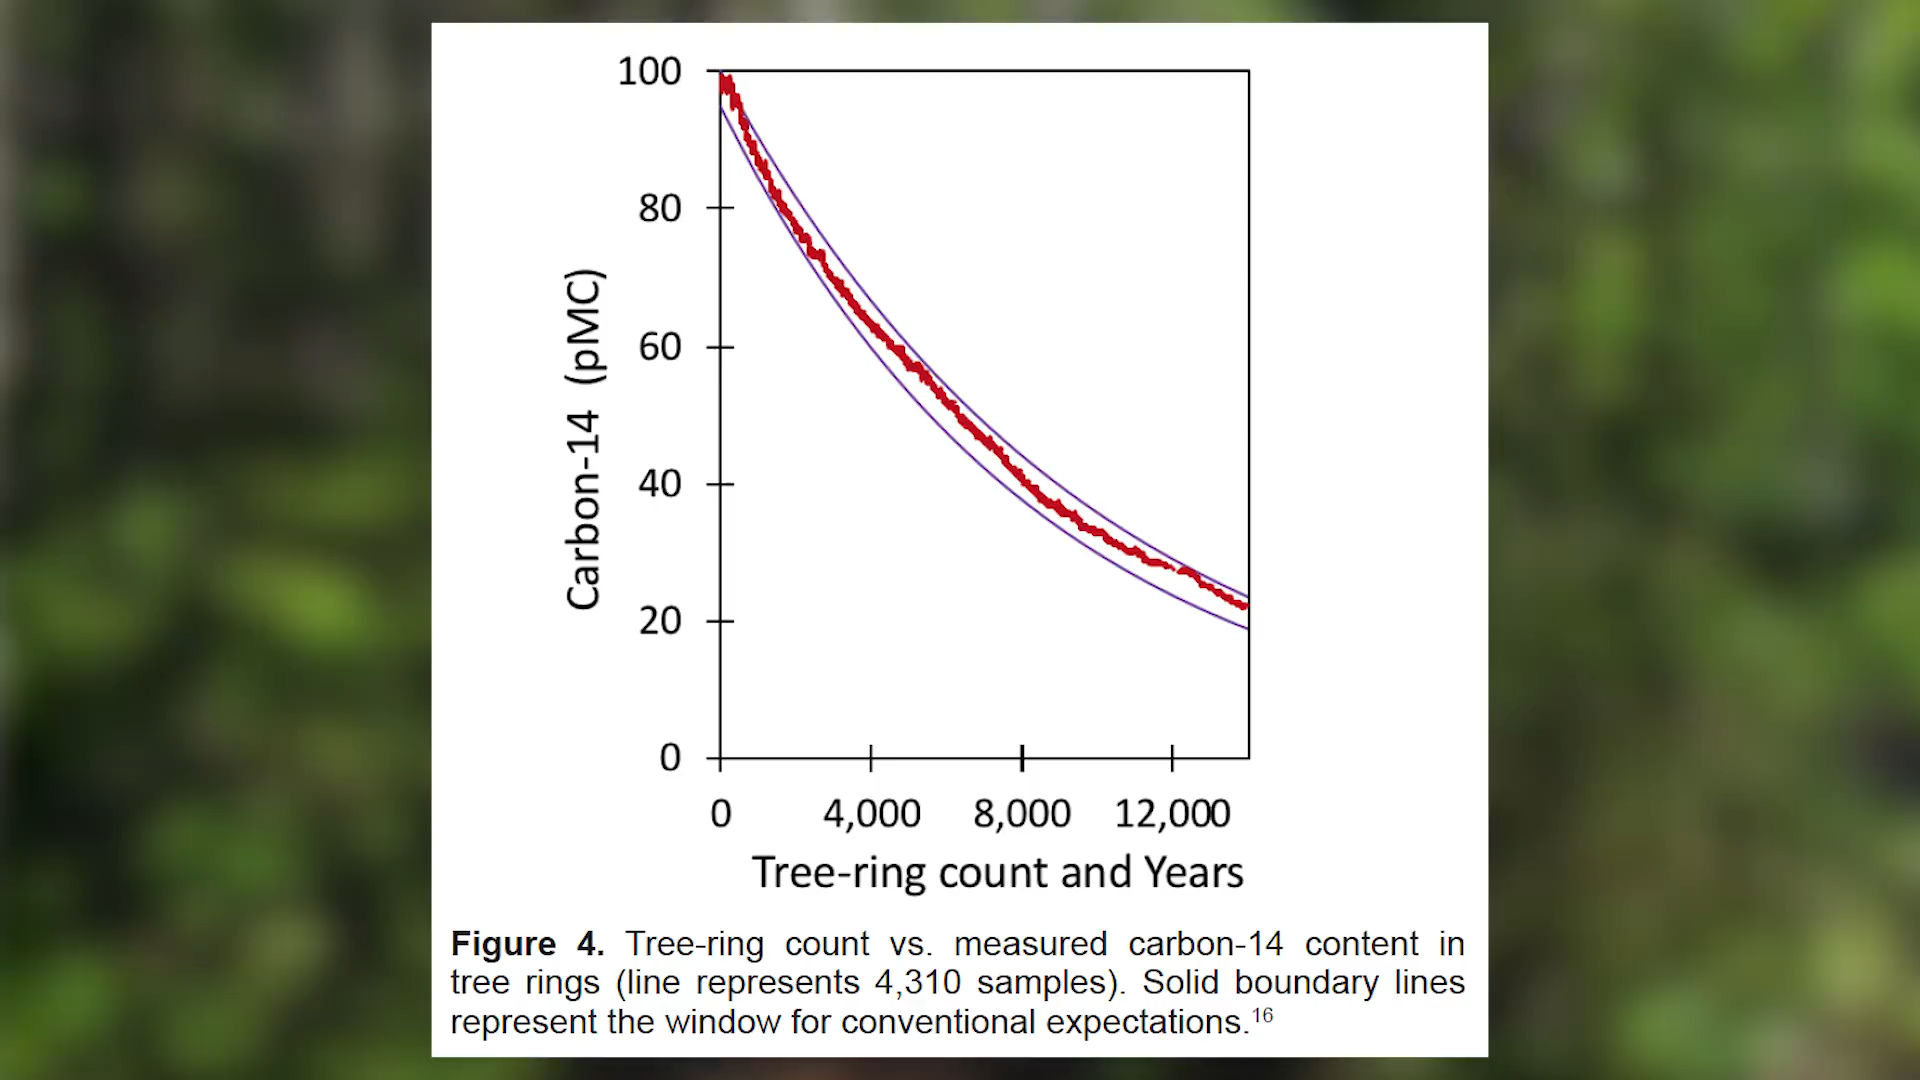 100
80
60
40
20
0
Carbon-14 (pMC)
0 4,000 8,000 12,000
Tree-ring count and Years
Figure 4. Tree-ring count vs. measured carbon-14 content in
tree rings (line represents 4,310 samples). Solid boundary lines
represent the window for conventional expectations.16